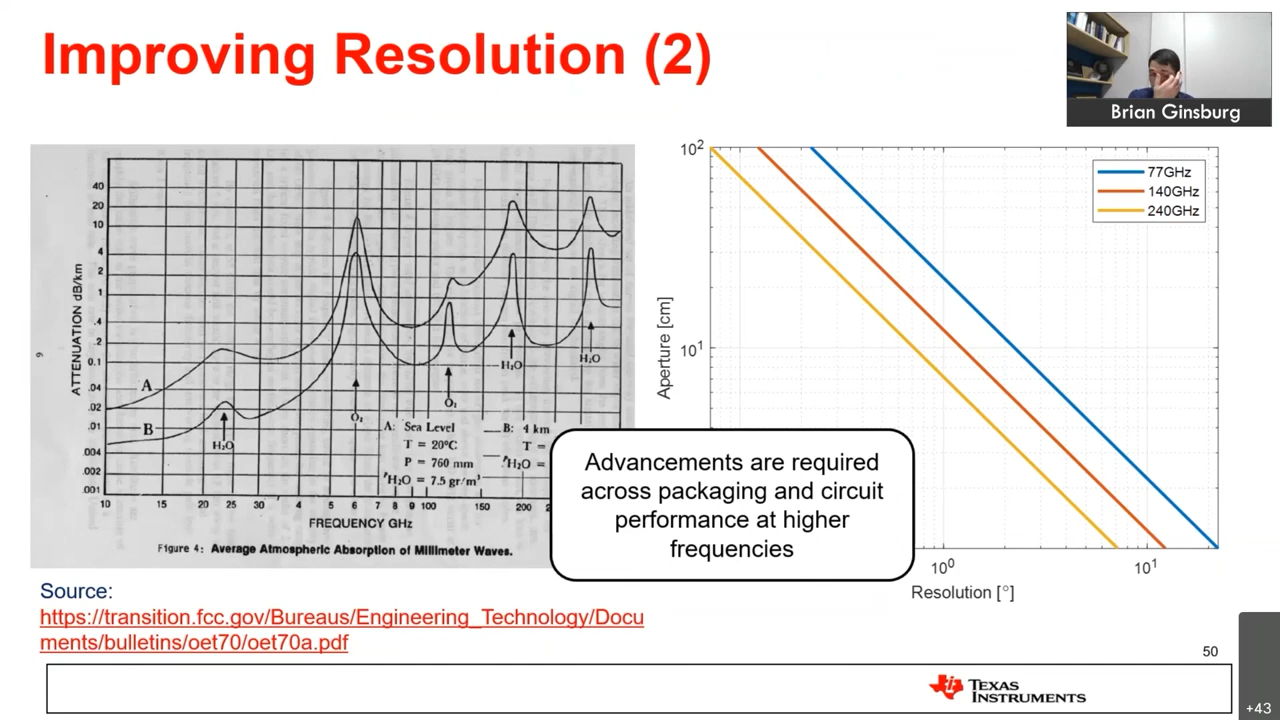 Improving Resolution (2)
Brian Ginsburg
ATTENUATION dB/km
40
20
10
4
2
1
.4
.2
0.1
.04
.02
.01
.004
.002
.001
A
B
H₂O
O₂
O₂
H₂O
H₂O
A: Sea Level
T = 20°C
P = 760 mm
ᴾH₂O = 7.5 gr/m³
B: 4 km
T =
ᴾH₂O =
10 15 20 25 30 4 5 6 7 8 9 100 150 200
FREQUENCY GHz
Figure 4: Average Atmospheric Absorption of Millimeter Waves.
9
77GHz
140GHz
240GHz
10²
10¹
Aperture [cm]
10⁰ 10¹
Resolution [°]
Advancements are required
across packaging and circuit
performance at higher
frequencies
Source:
https://transition.fcc.gov/Bureaus/Engineering_Technology/Docu
ments/bulletins/oet70/oet70a.pdf
50
TEXAS
INSTRUMENTS
+43